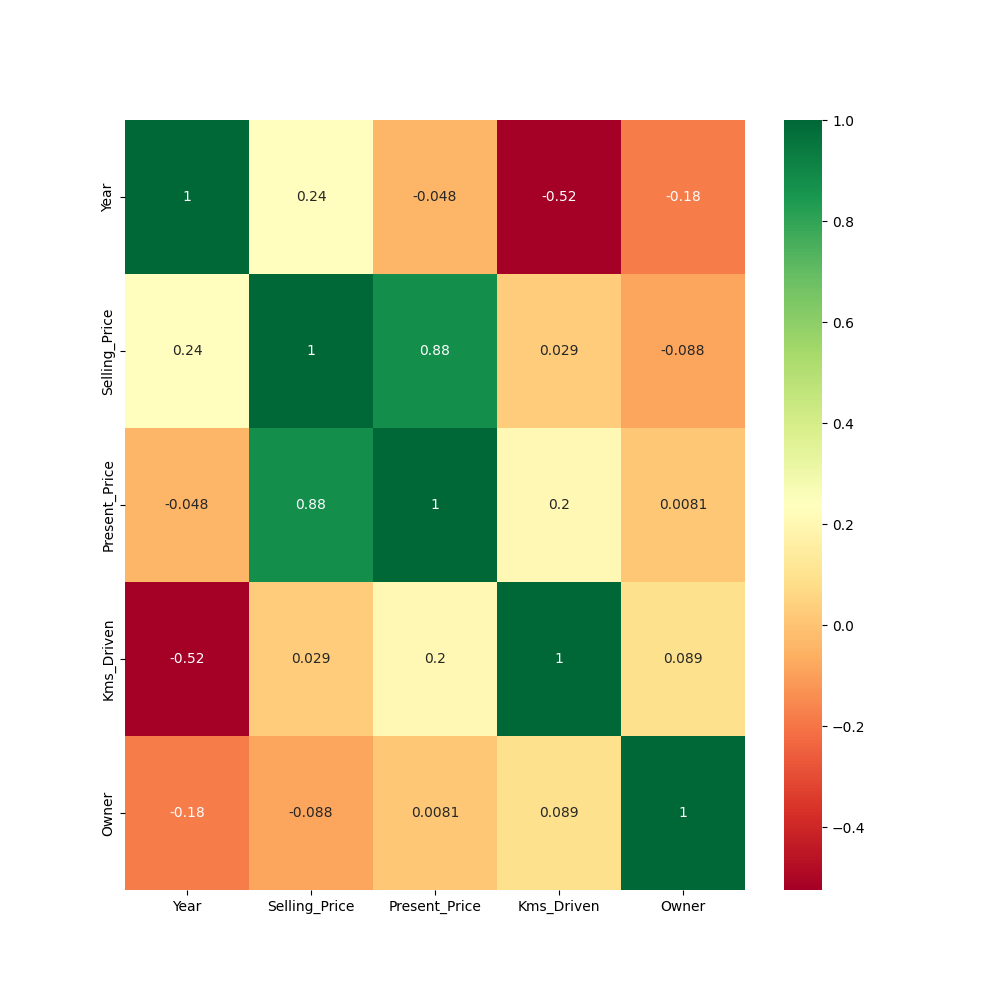 Year 1 0.24 -0.048 -0.52 -0.18
Selling_Price 0.24 1 0.88 0.029 -0.088
Present_Price -0.048 0.88 1 0.2 0.0081
Kms_Driven -0.52 0.029 0.2 1 0.089
Owner -0.18 -0.088 0.0081 0.089 1
Year Selling_Price Present_Price Kms_Driven Owner
1.0
0.8
0.6
0.4
0.2
0.0
−0.2
−0.4